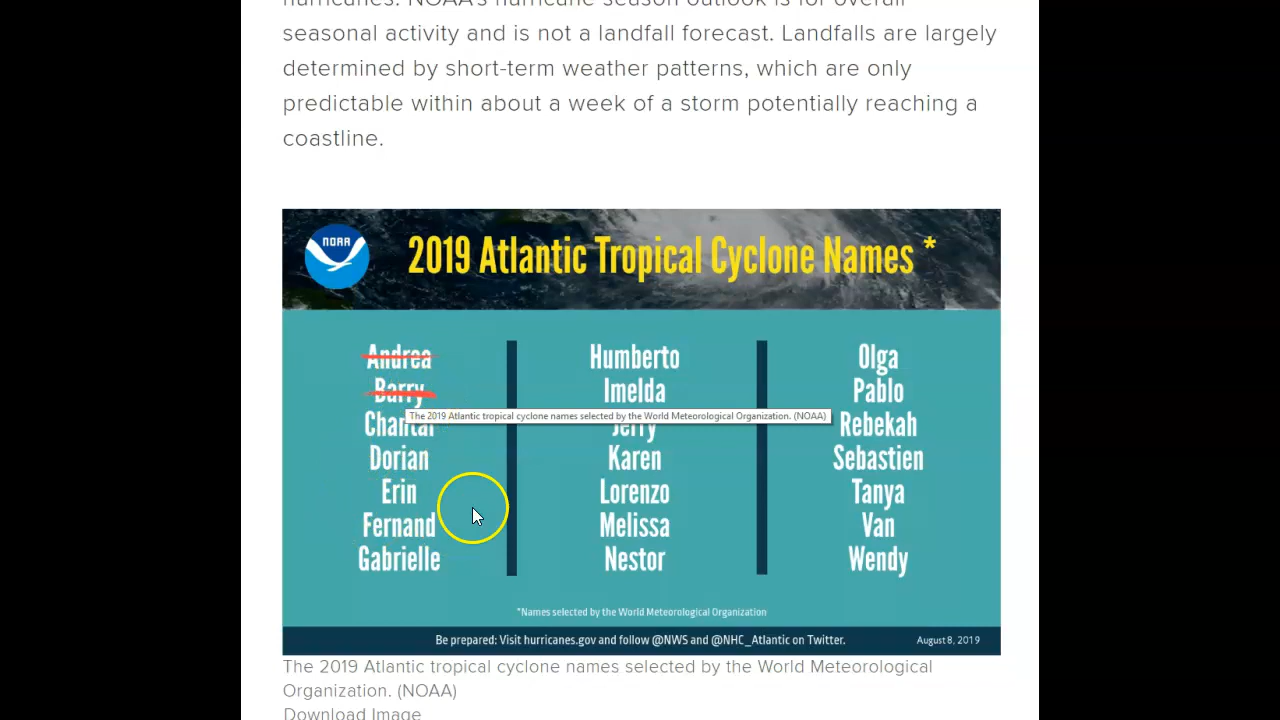 hurricanes. NOAA's hurricane season outlook is for overall
seasonal activity and is not a landfall forecast. Landfalls are largely
determined by short-term weather patterns, which are only
predictable within about a week of a storm potentially reaching a
coastline.
NOAA
2019 Atlantic Tropical Cyclone Names *
Andrea
Barry
Chantal
Dorian
Erin
Fernand
Gabrielle
Humberto
Imelda
Jerry
Karen
Lorenzo
Melissa
Nestor
Olga
Pablo
Rebekah
Sebastien
Tanya
Van
Wendy
The 2019 Atlantic tropical cyclone names selected by the World Meteorological Organization. (NOAA)
*Names selected by the World Meteorological Organization
Be prepared: Visit hurricanes.gov and follow @NWS and @NHC_Atlantic on Twitter.
August 8, 2019
The 2019 Atlantic tropical cyclone names selected by the World Meteorological
Organization. (NOAA)
Download Image